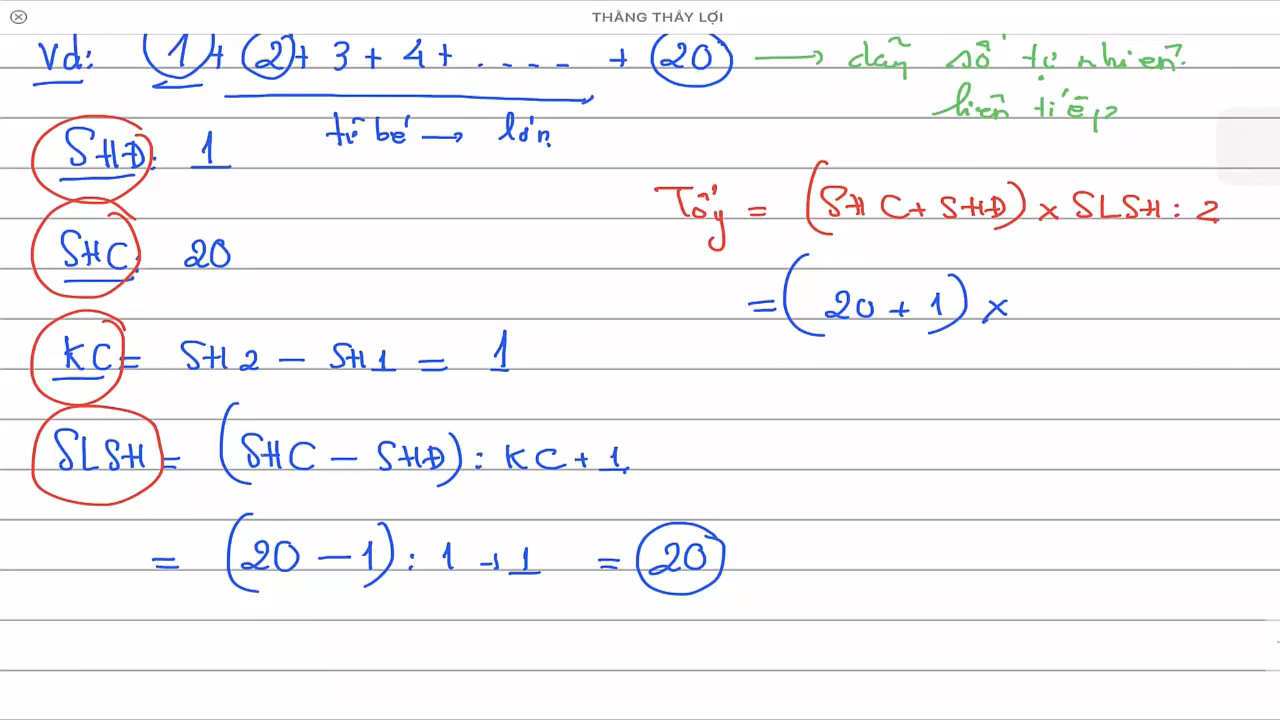 THẦNG THẦY LỢI
Vd: (1) + (2) + 3 + 4 + ..... + (20) → dãy số tự nhiên
liên tiếp
từ bé → lớn
SHĐ: 1
Tổng = (SHC + SHĐ) × SLSH : 2
SHC: 20
= (20 + 1) ×
KC = SH2 - SH1 = 1
SLSH = (SHC - SHĐ) : KC + 1
= (20 - 1) : 1 + 1 = 20